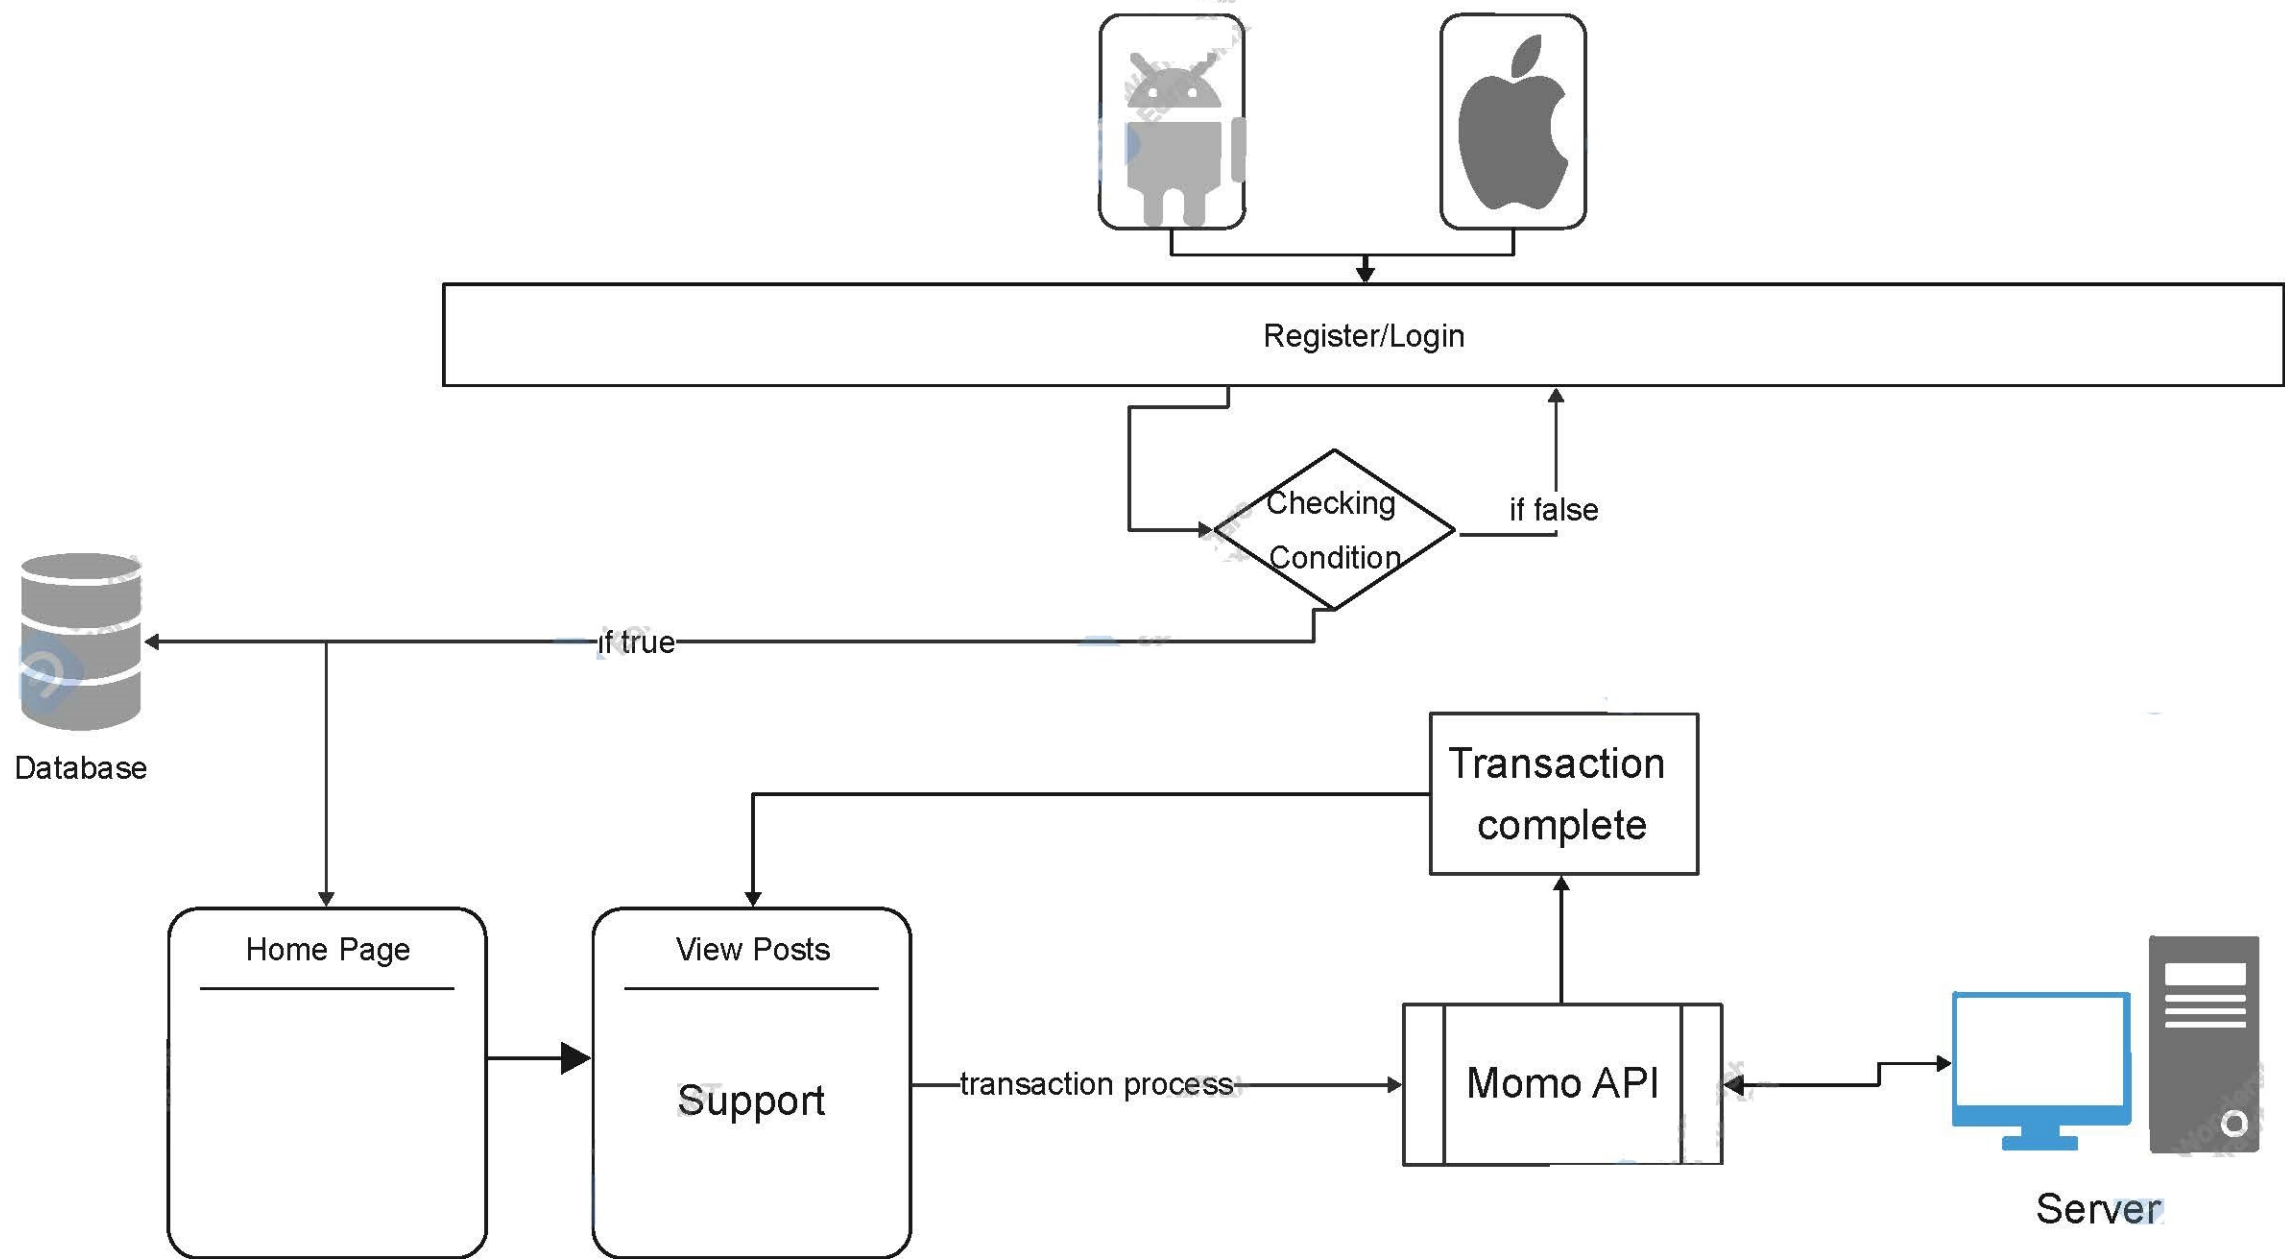 Register/Login
Checking
Condition
if false
if true
Database
Transaction
complete
Home Page
View Posts
Support
transaction process
Momo API
Server